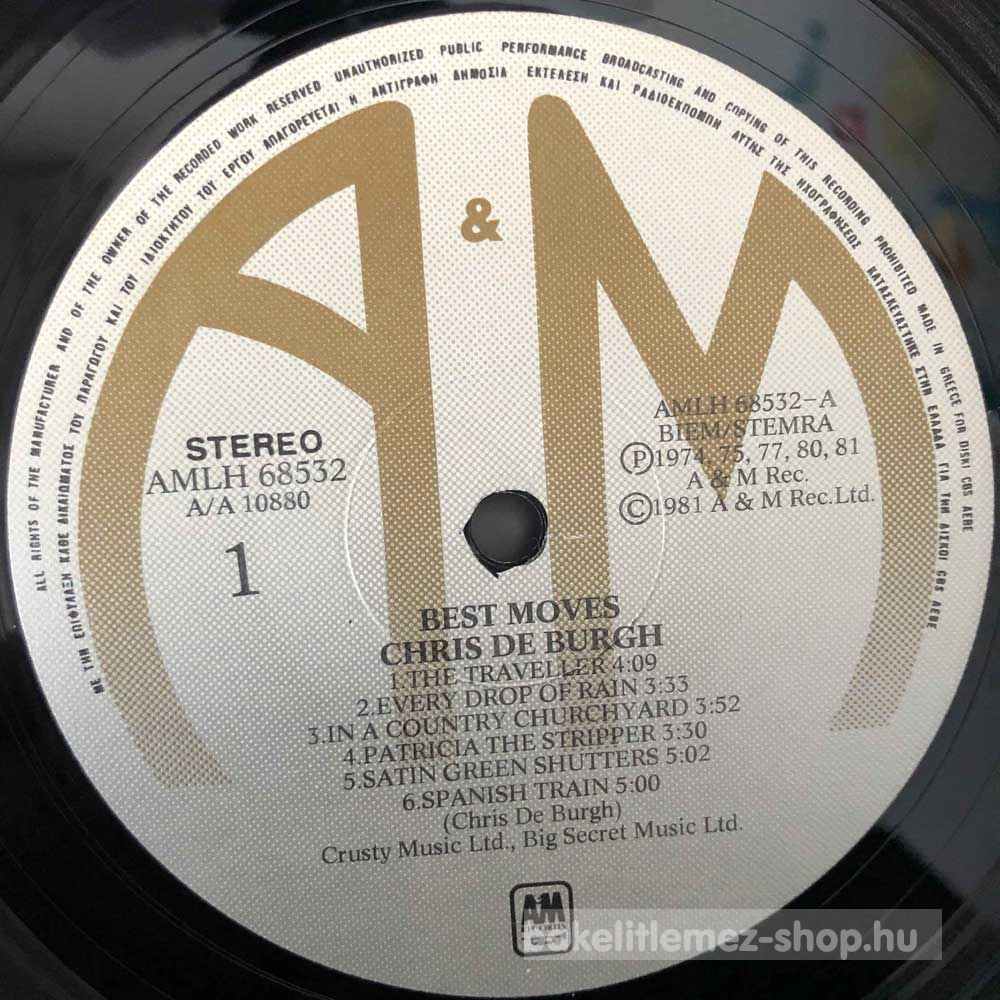 ALL RIGHTS OF THE MANUFACTURER AND OF THE OWNER OF THE RECORDED WORK RESERVED UNAUTHORIZED PUBLIC PERFORMANCE BROADCASTING AND COPYING OF THIS RECORDING PROHIBITED MADE IN GREECE FOR DISKI CBS AEBE
ΜΕ ΤΗΝ ΕΠΙΦΥΛΑΞΗ ΚΑΘΕ ΔΙΚΑΙΩΜΑΤΟΣ ΤΟΥ ΠΑΡΑΓΩΓΟΥ ΚΑΙ ΤΟΥ ΙΔΙΟΚΤΗΤΟΥ ΤΟΥ ΕΡΓΟΥ ΑΠΑΓΟΡΕΥΕΤΑΙ Η ΑΝΤΙΓΡΑΦΗ ΔΗΜΟΣΙΑ ΕΚΤΕΛΕΣΗ ΚΑΙ ΡΑΔΙΟΕΚΠΟΜΠΗ ΑΥΤΗΣ ΤΗΣ ΗΧΟΓΡΑΦΗΣΕΩΣ ΚΑΤΑΣΚΕΥΑΣΤΗΚΕ ΣΤΗΝ ΕΛΛΑΔΑ ΓΙΑ ΤΗΝ ΔΙΣΚΟΙ CBS ΑΕΒΕ
A&M
STEREO
AMLH 68532
A/A 10880
1
AMLH 68532-A
BIEM/STEMRA
Ⓟ1974, 75, 77, 80, 81
A & M Rec.
©1981 A & M Rec.Ltd.
BEST MOVES
CHRIS DE BURGH
1.THE TRAVELLER 4:09
2.EVERY DROP OF RAIN 3:33
3.IN A COUNTRY CHURCHYARD 3:52
4.PATRICIA THE STRIPPER 3:30
5.SATIN GREEN SHUTTERS 5:02
6.SPANISH TRAIN 5:00
(Chris De Burgh)
Crusty Music Ltd., Big Secret Music Ltd.
A&M
bakelitlemez-shop.hu